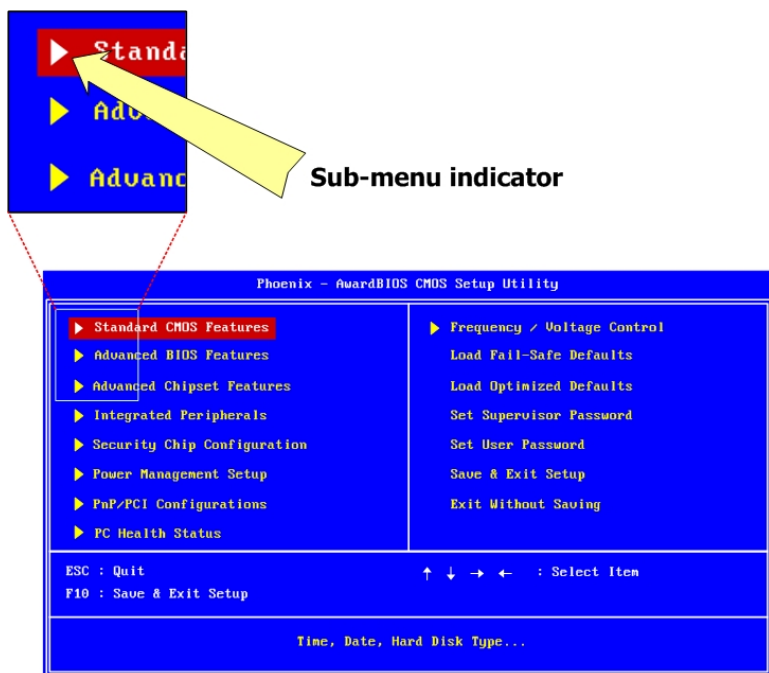 Standa
Adv
Advanc
Sub-menu indicator
Phoenix - AwardBIOS CMOS Setup Utility
Standard CMOS Features
Advanced BIOS Features
Advanced Chipset Features
Integrated Peripherals
Security Chip Configuration
Power Management Setup
PnP/PCI Configurations
PC Health Status
Frequency / Voltage Control
Load Fail-Safe Defaults
Load Optimized Defaults
Set Supervisor Password
Set User Password
Save & Exit Setup
Exit Without Saving
ESC : Quit
F10 : Save & Exit Setup
↑ ↓ → ← : Select Item
Time, Date, Hard Disk Type...